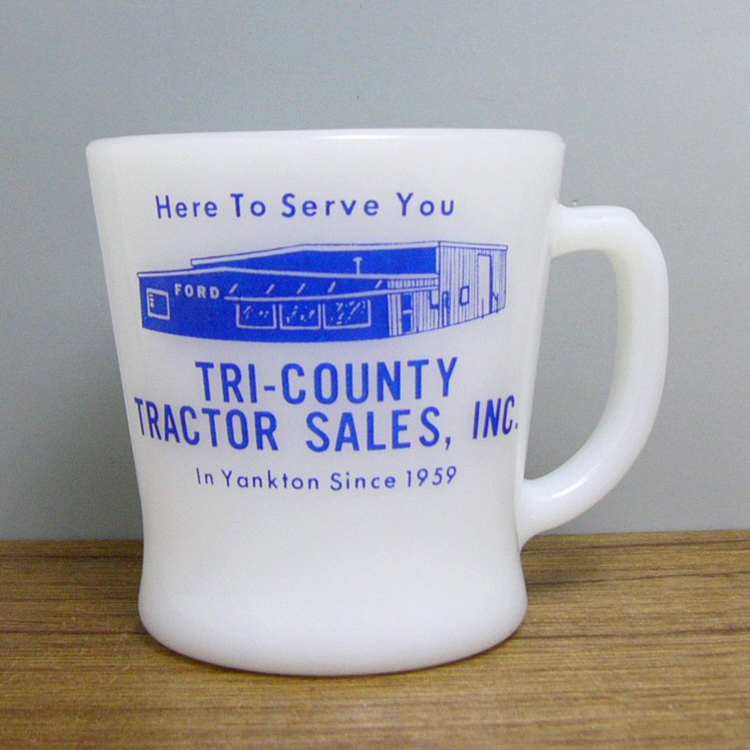 Here To Serve You
FORD
TRI-COUNTY
TRACTOR SALES, INC.
In Yankton Since 1959